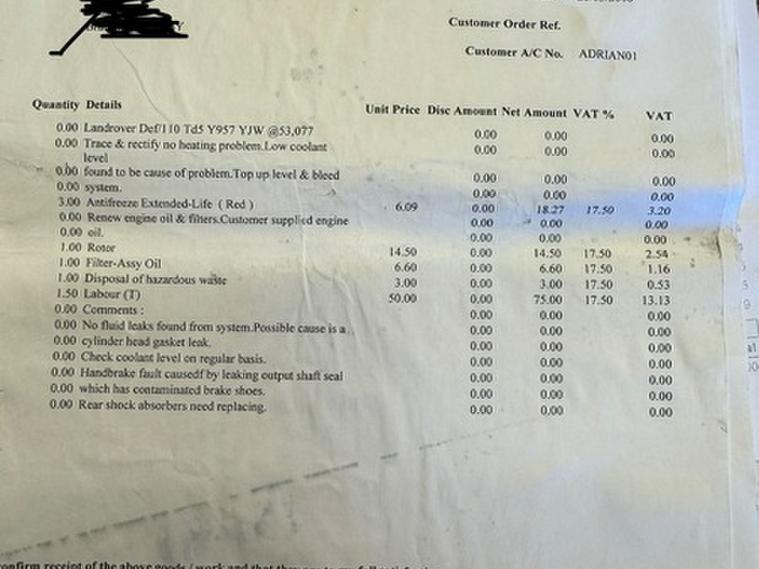 Customer Order Ref.
Customer A/C No. ADRIAN01
Quantity Details Unit Price Disc Amount Net Amount VAT % VAT
0.00 Landrover Def/110 Td5 Y957 YJW @53,077 0.00 0.00 0.00
0.00 Trace & rectify no heating problem.Low coolant 0.00 0.00 0.00
level
0.00 found to be cause of problem.Top up level & bleed 0.00 0.00 0.00
0.00 system. 0.00 0.00 0.00
3.00 Antifreeze Extended-Life ( Red ) 6.09 0.00 18.27 17.50 3.20
0.00 Renew engine oil & filters.Customer supplied engine 0.00 0.00 0.00
0.00 oil. 0.00 0.00 0.00
1.00 Rotor 14.50 0.00 14.50 17.50 2.54
1.00 Filter-Assy Oil 6.60 0.00 6.60 17.50 1.16
1.00 Disposal of hazardous waste 3.00 0.00 3.00 17.50 0.53
1.50 Labour (T) 50.00 0.00 75.00 17.50 13.13
0.00 Comments : 0.00 0.00 0.00
0.00 No fluid leaks found from system.Possible cause is a 0.00 0.00 0.00
0.00 cylinder head gasket leak. 0.00 0.00 0.00
0.00 Check coolant level on regular basis. 0.00 0.00 0.00
0.00 Handbrake fault causedf by leaking output shaft seal 0.00 0.00 0.00
0.00 which has contaminated brake shoes. 0.00 0.00 0.00
0.00 Rear shock absorbers need replacing. 0.00 0.00 0.00
confirm receipt of the above goods / work and that